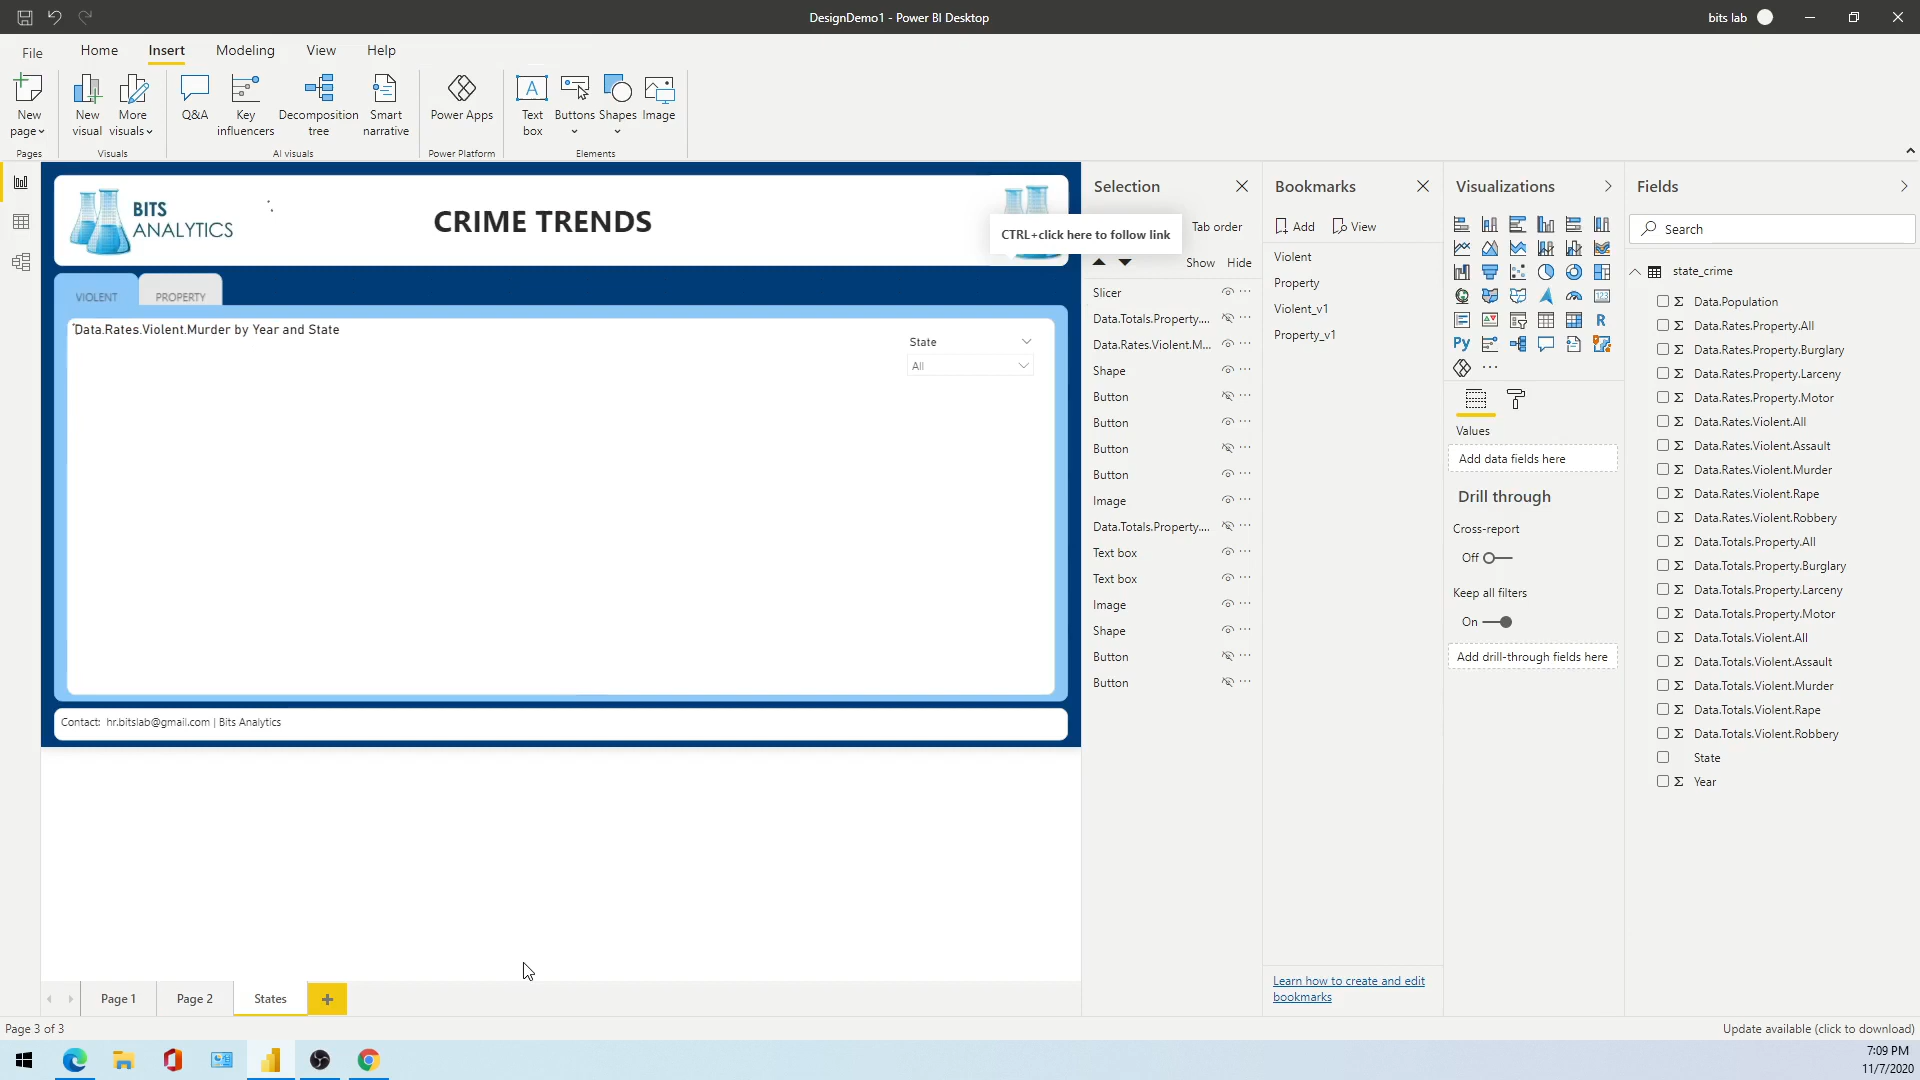 DesignDemo1 - Power BI Desktop
bits lab
File
Home
Insert
Modeling
View
Help
New page
New visual
More visuals
Q&A
Key influencers
Decomposition tree
Smart narrative
Power Apps
Text box
Buttons
Shapes
Image
Pages
Visuals
AI visuals
Power Platform
Elements
BITS
ANALYTICS
CRIME TRENDS
CTRL+click here to follow link
VIOLENT
PROPERTY
Data.Rates.Violent.Murder by Year and State
State
All
Contact: hr.bitslab@gmail.com | Bits Analytics
Selection
Tab order
Show
Hide
Slicer
Data.Totals.Property....
Data.Rates.Violent.M...
Shape
Button
Button
Button
Button
Image
Data.Totals.Property....
Text box
Text box
Image
Shape
Button
Button
Bookmarks
Add
View
Violent
Property
Violent_v1
Property_v1
Learn how to create and edit
bookmarks
Visualizations
123
R
Py
Values
Add data fields here
Drill through
Cross-report
Off
Keep all filters
On
Add drill-through fields here
Fields
Search
state_crime
Data.Population
Data.Rates.Property.All
Data.Rates.Property.Burglary
Data.Rates.Property.Larceny
Data.Rates.Property.Motor
Data.Rates.Violent.All
Data.Rates.Violent.Assault
Data.Rates.Violent.Murder
Data.Rates.Violent.Rape
Data.Rates.Violent.Robbery
Data.Totals.Property.All
Data.Totals.Property.Burglary
Data.Totals.Property.Larceny
Data.Totals.Property.Motor
Data.Totals.Violent.All
Data.Totals.Violent.Assault
Data.Totals.Violent.Murder
Data.Totals.Violent.Rape
Data.Totals.Violent.Robbery
State
Year
Page 1
Page 2
States
Page 3 of 3
Update available (click to download)
7:09 PM
11/7/2020